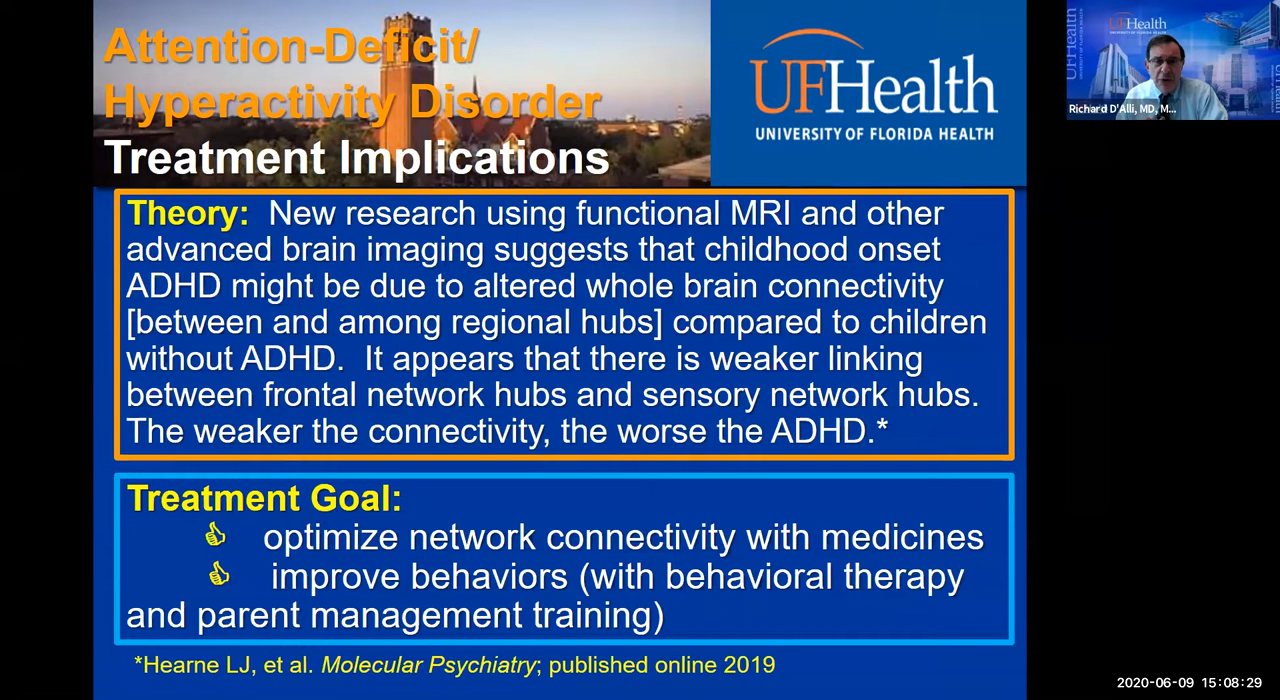 Attention-Deficit/
Hyperactivity Disorder
Treatment Implications
UFHealth
UNIVERSITY OF FLORIDA HEALTH
Theory: New research using functional MRI and other
advanced brain imaging suggests that childhood onset
ADHD might be due to altered whole brain connectivity
[between and among regional hubs] compared to children
without ADHD. It appears that there is weaker linking
between frontal network hubs and sensory network hubs.
The weaker the connectivity, the worse the ADHD.*
Treatment Goal:
👍 optimize network connectivity with medicines
👍 improve behaviors (with behavioral therapy
and parent management training)
*Hearne LJ, et al. Molecular Psychiatry; published online 2019
UFHealth
UFHealth
Richard D'Alli, MD, M...
2020-06-09 15:08:29